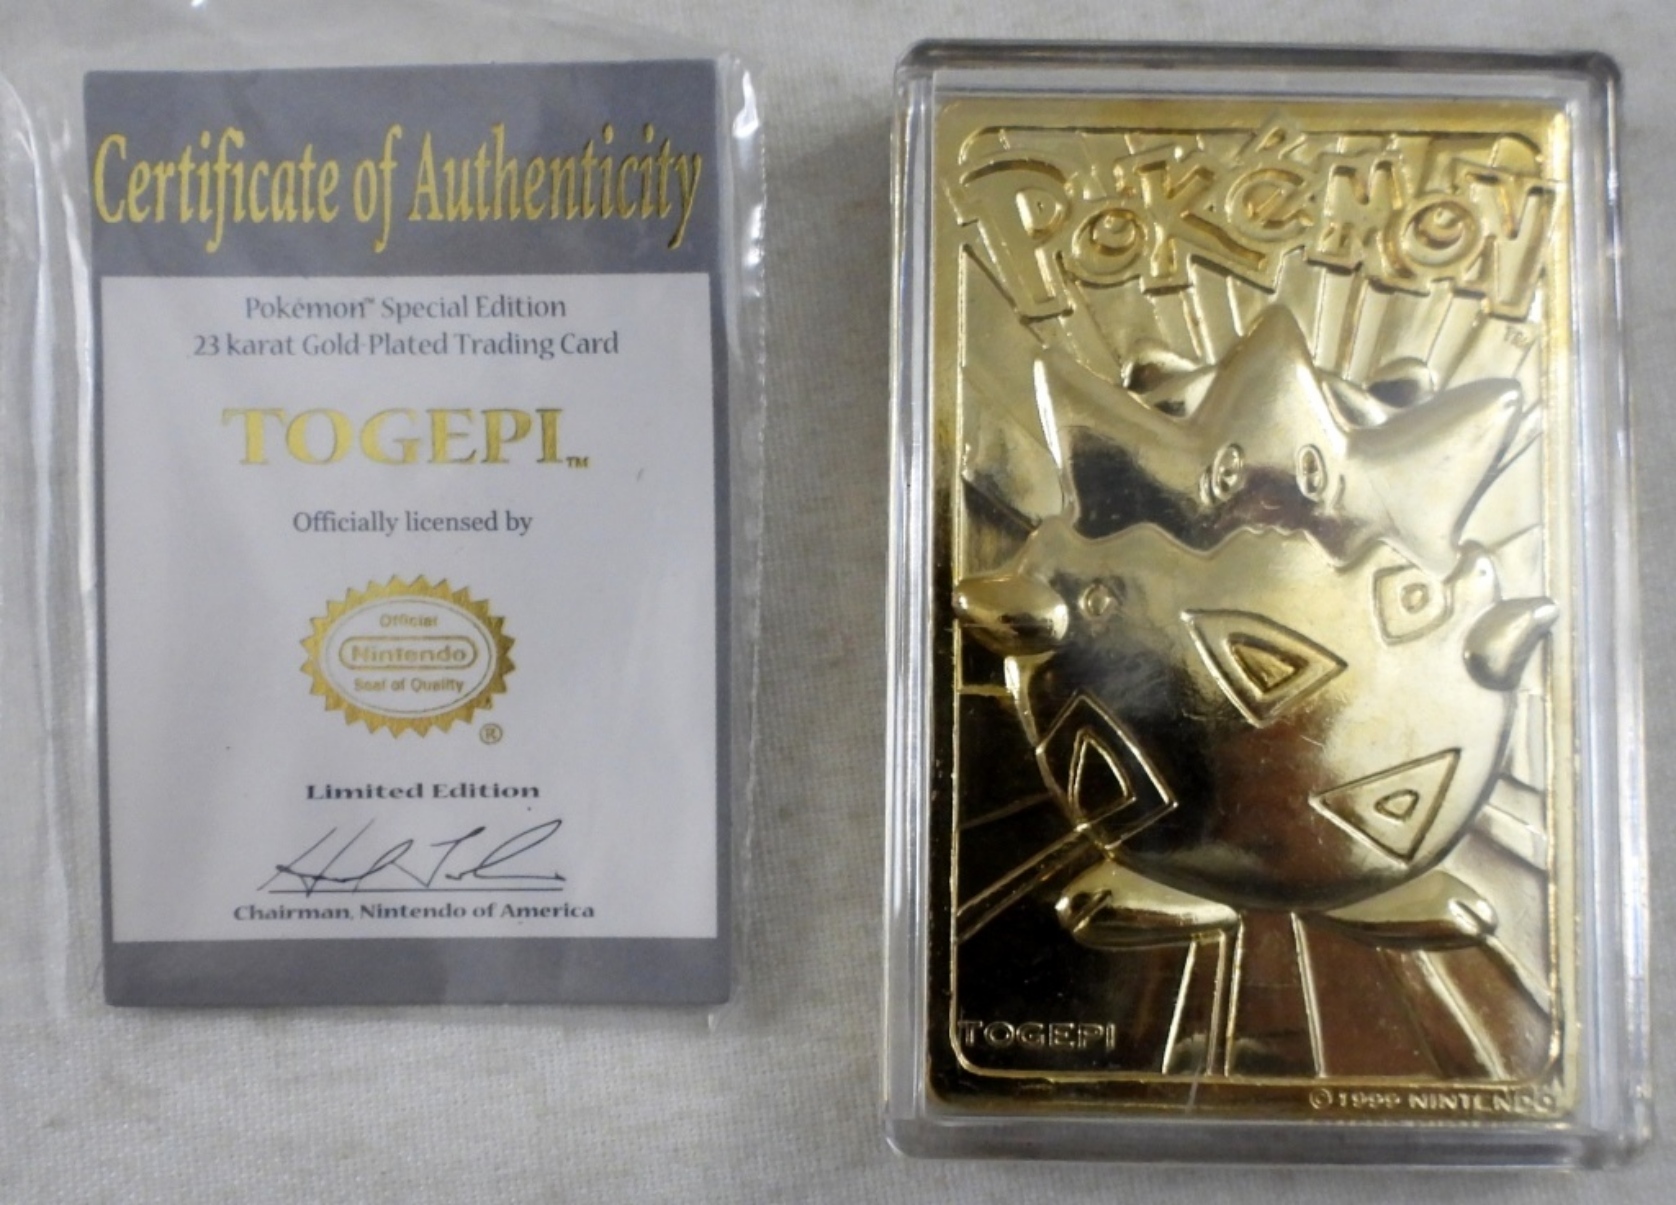 Certificate of Authenticity
Pokémon™ Special Edition
23 karat Gold-Plated Trading Card
TOGEPI™
Officially licensed by
Official
Nintendo
Seal of Quality
®
Limited Edition
Chairman, Nintendo of America
POKéMON
TM
TOGEPI
©1999 NINTENDO